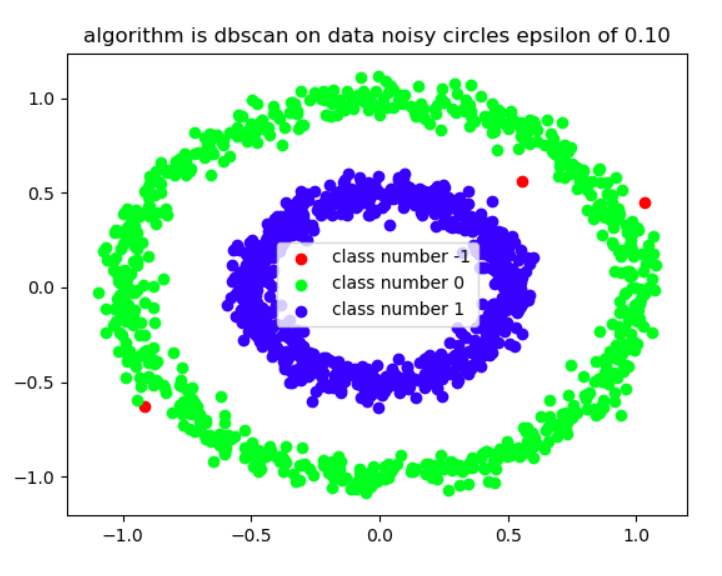 algorithm is dbscan on data noisy circles epsilon of 0.10
1.0
0.5
0.0
−0.5
−1.0
class number -1
class number 0
class number 1
−1.0 −0.5 0.0 0.5 1.0